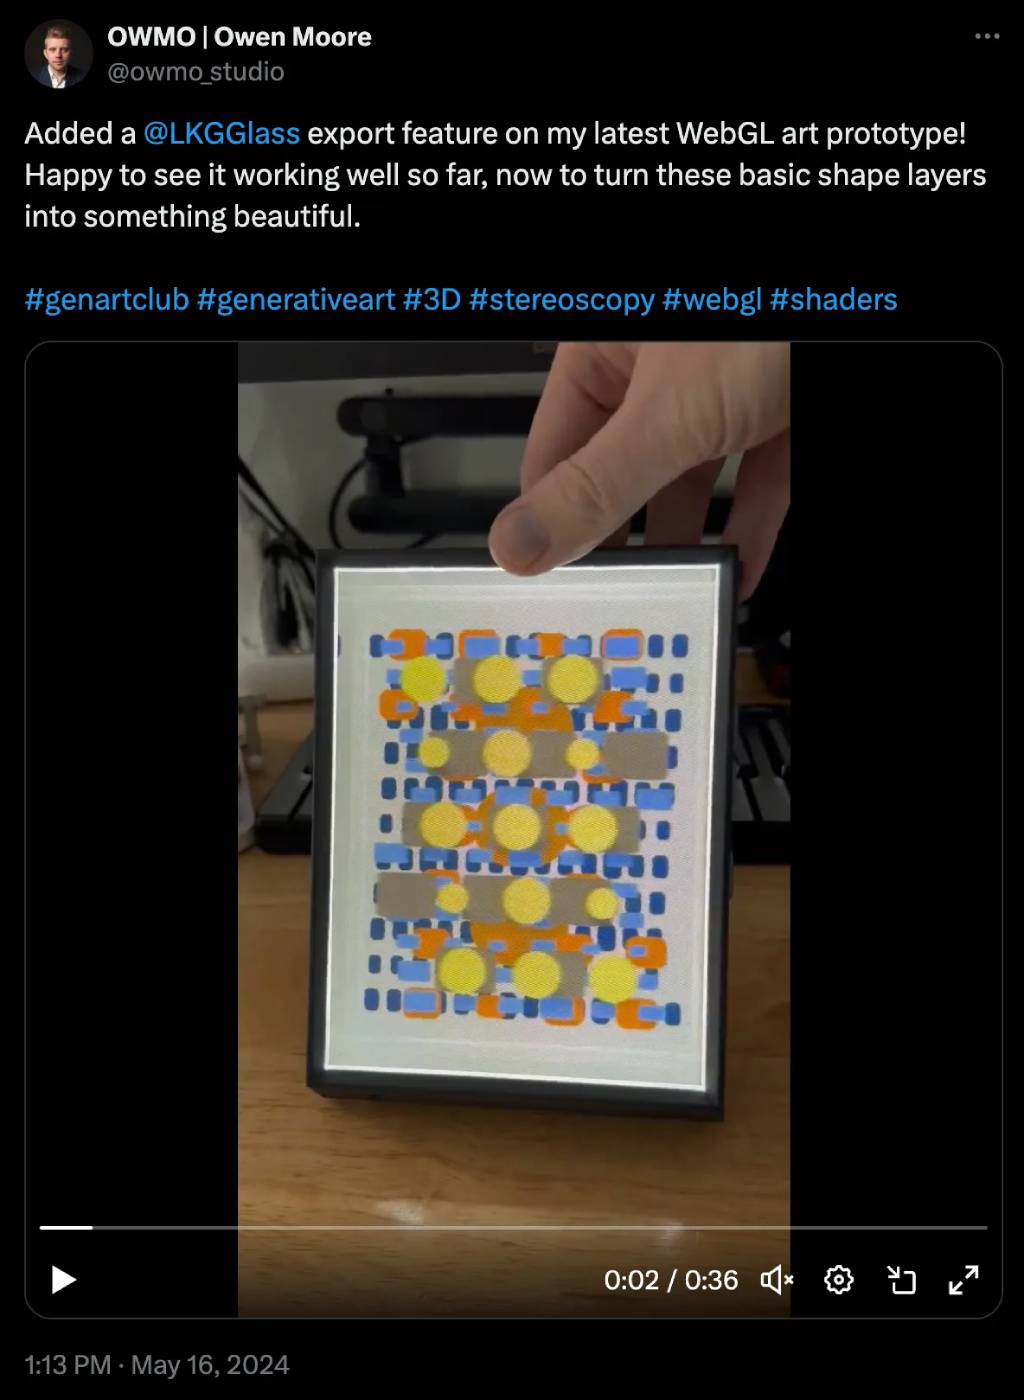 OWMO | Owen Moore
@owmo_studio
Added a @LKGGlass export feature on my latest WebGL art prototype!
Happy to see it working well so far, now to turn these basic shape layers
into something beautiful.
#genartclub #generativeart #3D #stereoscopy #webgl #shaders
0:02 / 0:36
1:13 PM · May 16, 2024